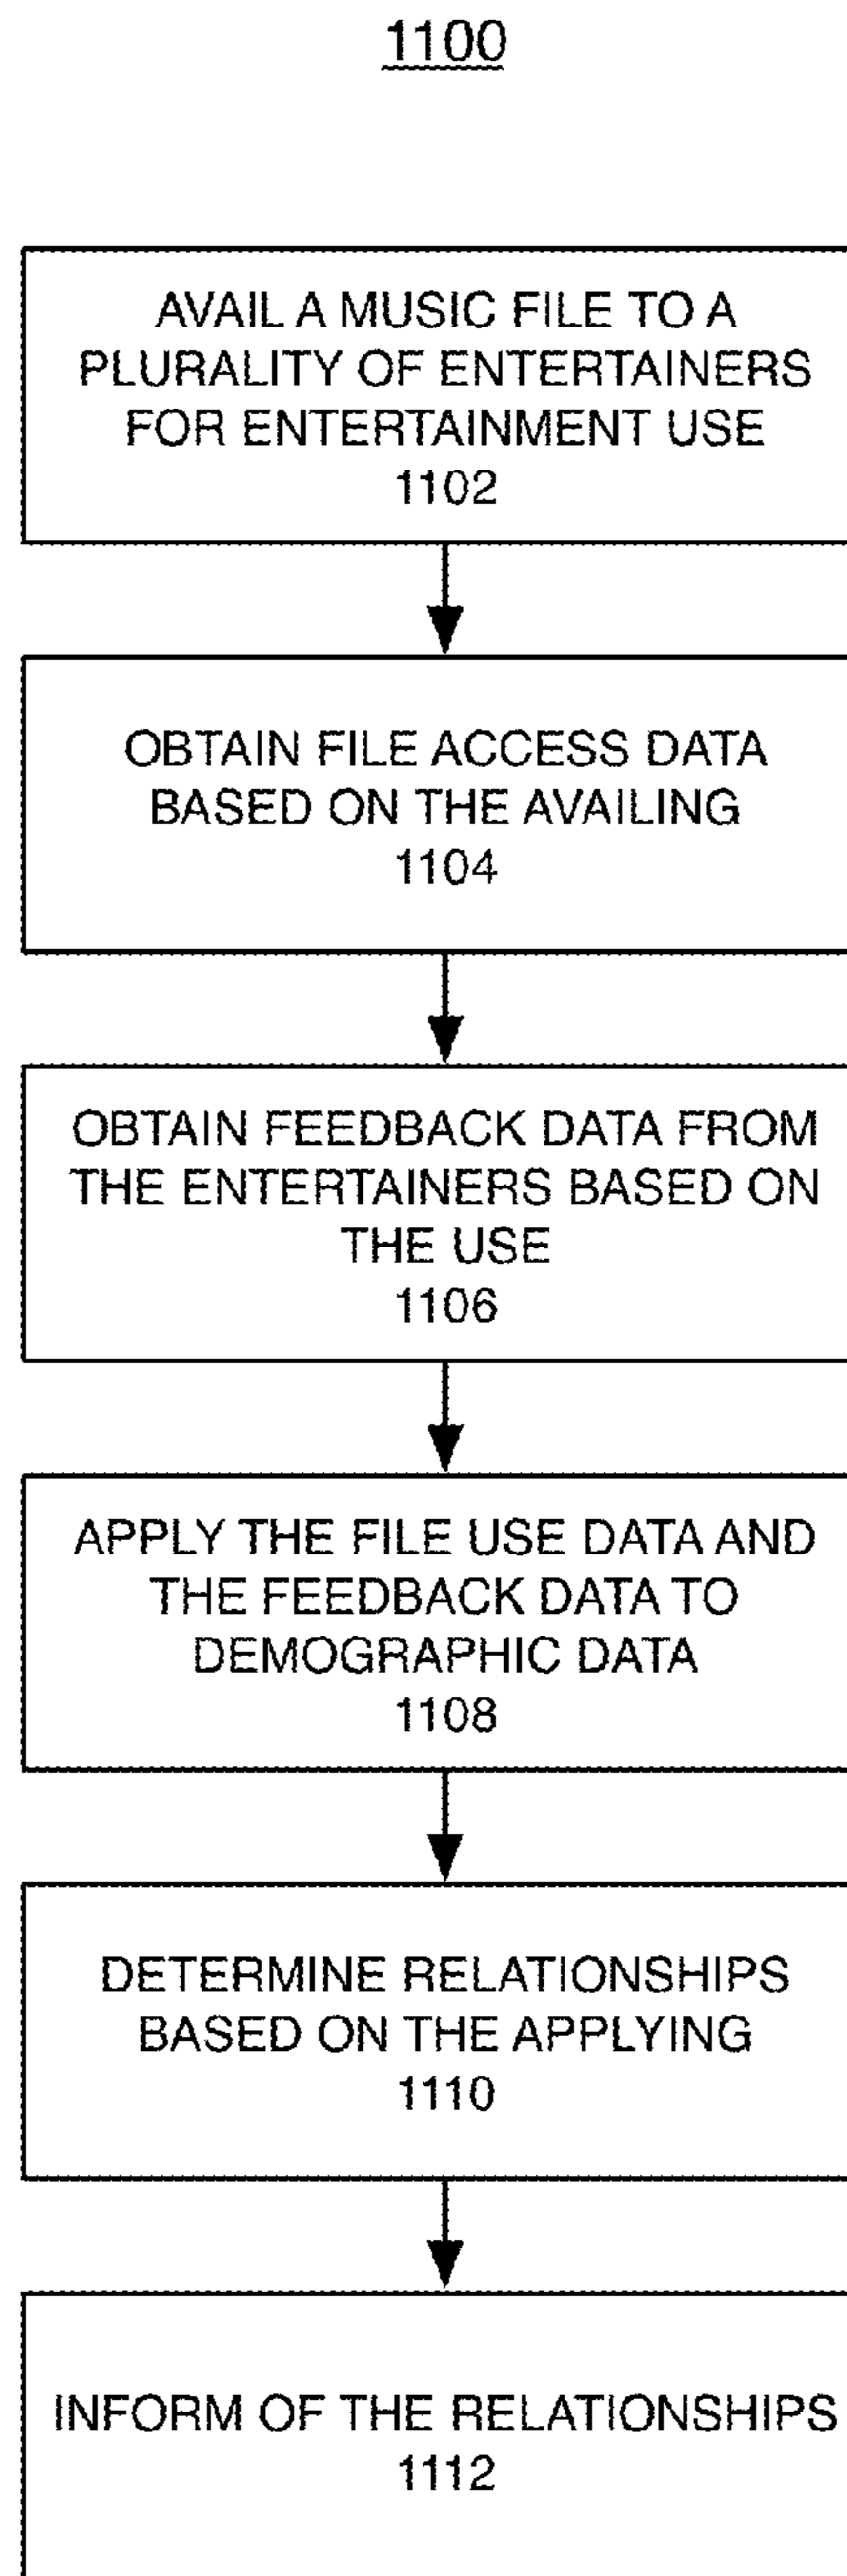 1100
AVAIL A MUSIC FILE TO A
PLURALITY OF ENTERTAINERS
FOR ENTERTAINMENT USE
1102
OBTAIN FILE ACCESS DATA
BASED ON THE AVAILING
1104
OBTAIN FEEDBACK DATA FROM
THE ENTERTAINERS BASED ON
THE USE
1106
APPLY THE FILE USE DATA AND
THE FEEDBACK DATA TO
DEMOGRAPHIC DATA
1108
DETERMINE RELATIONSHIPS
BASED ON THE APPLYING
1110
INFORM OF THE RELATIONSHIPS
1112